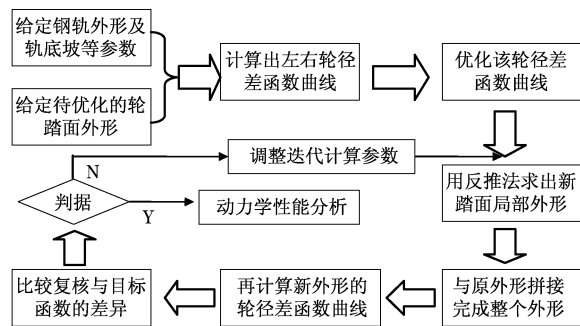 给定钢轨外形及
轨底坡等参数
给定待优化的轮
踏面外形
计算出左右轮径
差函数曲线
优化该轮径差
函数曲线
N
调整迭代计算参数
判据
Y
动力学性能分析
用反推法求出新
踏面局部外形
比较复核与目标
函数的差异
再计算新外形的
轮径差函数曲线
与原外形拼接
完成整个外形